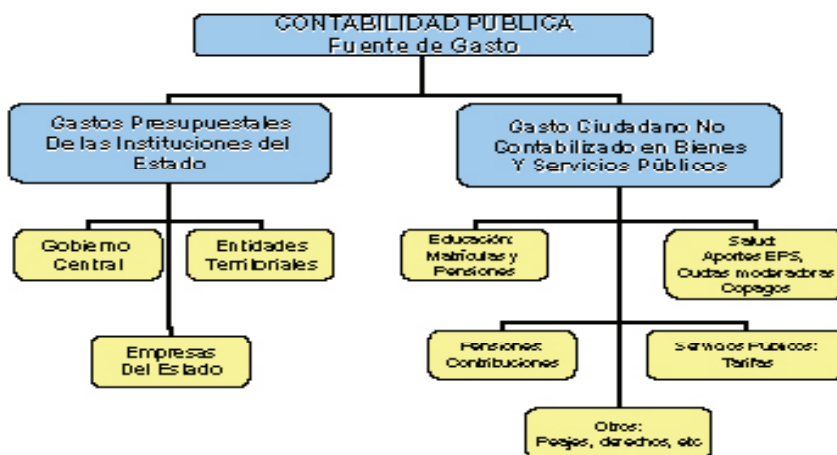 CONTABILIDAD PUBLICA
Fuente de Gasto
Gastos Presupuestales
De las Instituciones del
Estado
Gasto Ciudadano No
Contabilizado en Bienes
Y Servicios Públicos
Gobierno
Central
Entidades
Territoriales
Educación:
Matrículas y
Pensiones
Salud:
Aportes EPS,
Cuotas moderadoras
Copagos
Empresas
Del Estado
Pensiones:
Contribuciones
Servicios Públicos:
Tarifas
Otros:
Peajes, derechos, etc